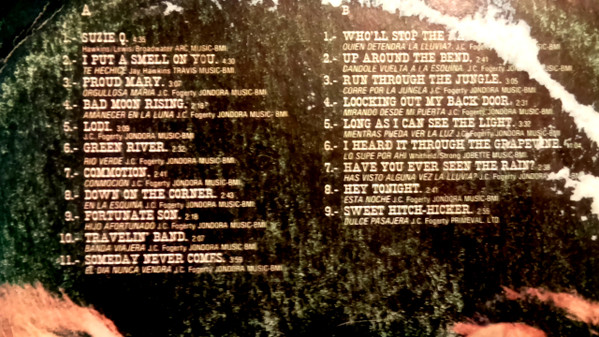 A
1.- SUZIE Q. 4:35
Hawkins/Lewis/Broadwater ARC MUSIC-BMI
2.- I PUT A SMELL ON YOU. 4:30
TE HECHICE Jay Hawkins TRAVIS MUSIC-BMI
3.- PROUD MARY. 3:07
ORGSULLOSA MARIA J.C. Fogerty JONDORA MUSIC-BMI
4.- BAD MOON RISING. 2:18
AMANECER EN LA LUNA J.C. Fogerty JONDORA MUSIC-BMI
5.- LODI. 3:09
J.C. Fogerty JONDORA MUSIC-BMI
6.- GREEN RIVER. 2:32
RIO VERDE J.C. Fogerty JONDORA MUSIC-BMI
7.- COMMOTION. 2:41
CONMOCION J.C. Fogerty JONDORA MUSIC-BMI
8.- DOWN ON THE CORNER. 2:43
EN LA ESQUINA J.C. Fogerty JONDORA MUSIC-BMI
9.- FORTUNATE SON. 2:18
HIJO AFORTUNADO J.C. Fogerty JONDORA MUSIC-BMI
10.- TRAVELIN' BAND. 2:07
BANDA VIAJERA J.C. Fogerty JONDORA MUSIC-BMI
11.- SOMEDAY NEVER COMES. 3:59
EL DIA NUNCA VENDRA J.C. Fogerty JONDORA MUSIC-BMI
B
1.- WHO'LL STOP THE
QUIEN DETENDRA LA LLUVIA? J.C. Fogerty JONDORA
2.- UP AROUND THE BEND. 2:41
DANDOLE VUELTA A LA ESQUINA J.C. Fogerty JONDORA MUSIC-BMI
3.- RUN THROUGH THE JUNGLE. 3:05
CORRE POR LA JUNGLA J.C. Fogerty JONDORA MUSIC-BMI
4.- LOOCKING OUT MY BACK DOOR. 2:31
MIRANDO DESDE MI PUERTA J.C. Fogerty JONDORA MUSIC-BMI
5.- LONG AS I CAN SEE THE LIGHT.
MIENTRAS PUEDA VER LA LUZ J.C. Fogerty JONDORA MUSIC-BMI
6.- I HEARD IT THROUGH THE GRAPEVINE.
LO SUPE POR AHI Whitfield/Strong JOBETTE MUSIC-BMI
7.- HAVE YOU EVER SEEN THE RAIN?
HAS VISTO ALGUNA VEZ LA LLUVIA? J.C. Fogerty JONDORA MUSIC-BMI
8.- HEY TONIGHT. 2:41
ESTA NOCHE J.C. Fogerty JONDORA MUSIC-BMI
9.- SWEET HITCH-HICKER. 2:55
DULCE PASAJERA J.C. Fogerty PRIMEVAL. LTD